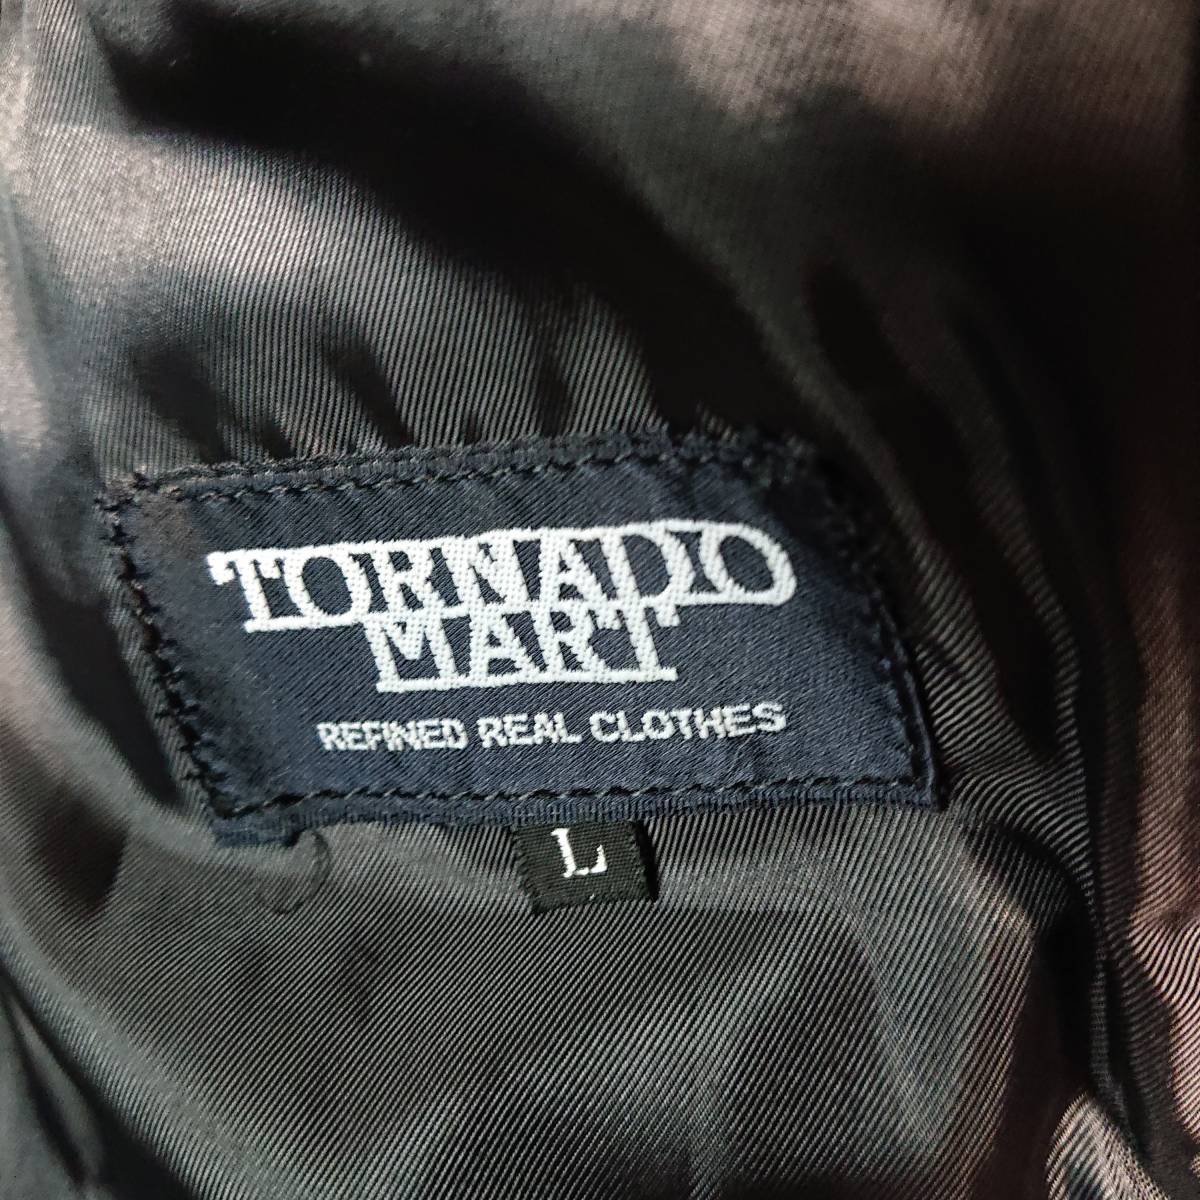 TORNADO
MART
REFINED REAL CLOTHES
L